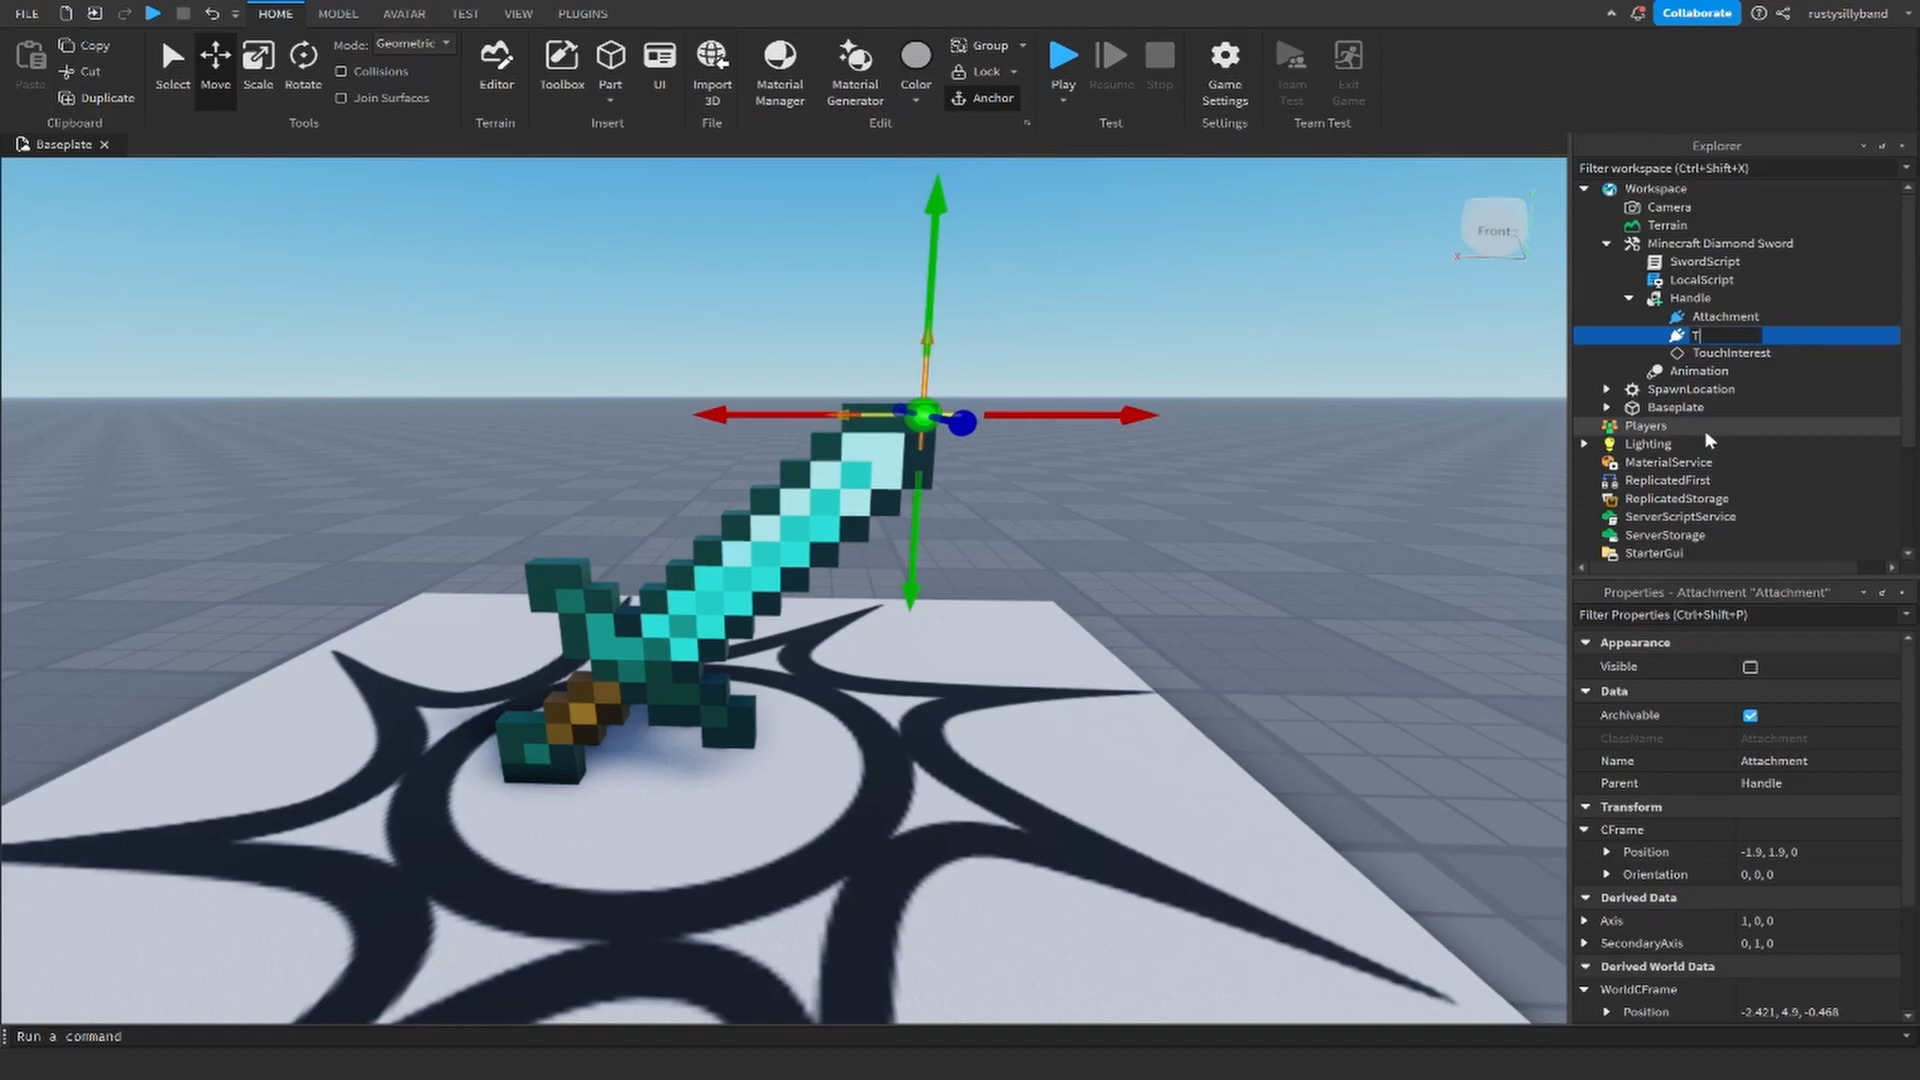 FILE
HOME
MODEL
AVATAR
TEST
VIEW
PLUGINS
Collaborate
rustysillyband
Paste
Copy
Cut
Duplicate
Clipboard
Select
Move
Scale
Rotate
Mode: Geometric
Collisions
Join Surfaces
Tools
Editor
Terrain
Toolbox
Part
UI
Insert
Import
3D
File
Material
Manager
Material
Generator
Color
Group
Lock
Anchor
Edit
Play
Resume
Stop
Test
Game
Settings
Settings
Team
Test
Exit
Game
Team Test
Baseplate
Front
X
Explorer
Filter workspace (Ctrl+Shift+X)
Workspace
Camera
Terrain
Minecraft Diamond Sword
SwordScript
LocalScript
Handle
Attachment
T
TouchInterest
Animation
SpawnLocation
Baseplate
Players
Lighting
MaterialService
ReplicatedFirst
ReplicatedStorage
ServerScriptService
ServerStorage
StarterGui
Properties - Attachment "Attachment"
Filter Properties (Ctrl+Shift+P)
Appearance
Visible
Data
Archivable
ClassName Attachment
Name Attachment
Parent Handle
Transform
CFrame
Position -1.9, 1.9, 0
Orientation 0, 0, 0
Derived Data
Axis 1, 0, 0
SecondaryAxis 0, 1, 0
Derived World Data
WorldCFrame
Position -2.421, 4.9, -0.468
Run a command